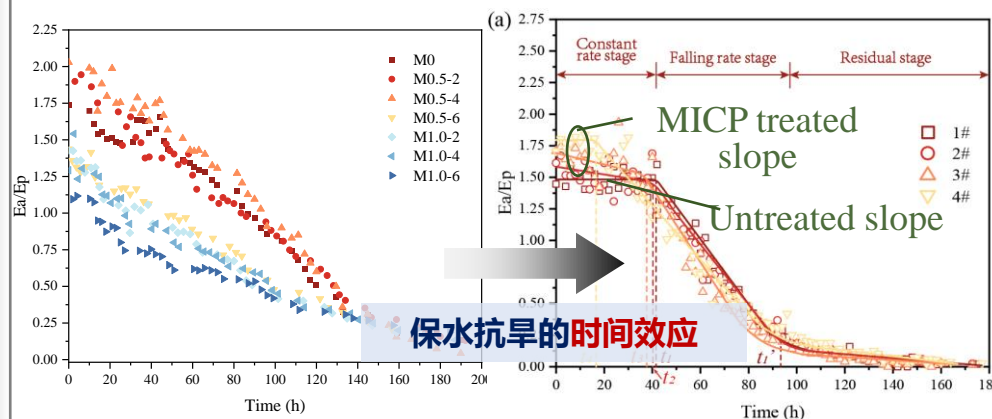 2.25
2.00
1.75
1.50
1.25
1.00
0.75
0.50
0.25
0.00
Ea/Ep
0 20 40 60 80 100 120 140 160 180 200
Time (h)
M0
M0.5-2
M0.5-4
M0.5-6
M1.0-2
M1.0-4
M1.0-6
保水抗旱的时间效应
(a)
2.75
2.50
2.25
2.00
1.75
1.50
1.25
1.00
0.50
0.00
Ea/Ep
Constant
rate stage
Falling rate stage
Residual stage
MICP treated
slope
Untreated slope
1#
2#
3#
4#
t₂
0 20 40 60 80 100 120 140 160 180
Time (h)